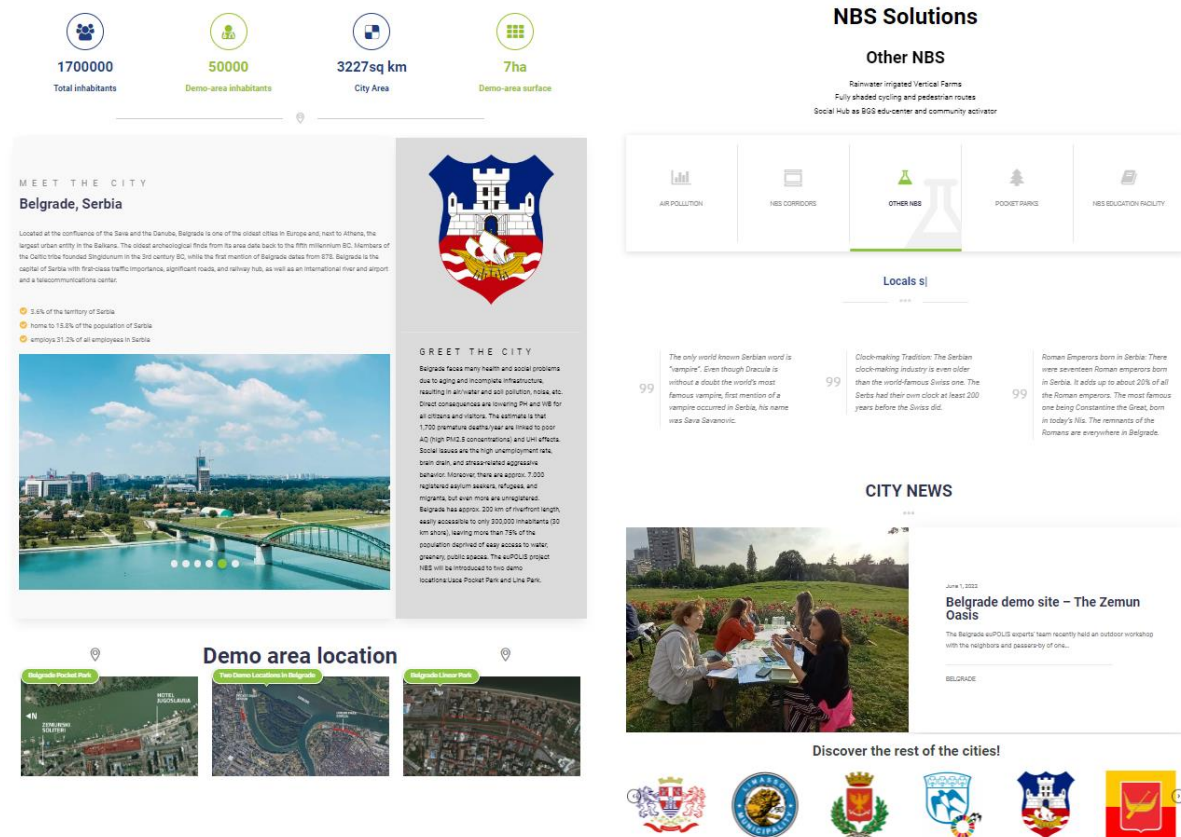 1700000
Total inhabitants
50000
Demo-area inhabitants
3227sq km
City Area
7ha
Demo-area surface
MEET THE CITY
Belgrade, Serbia
Located at the confluence of the Sava and the Danube, Belgrade is one of the oldest cities in Europe and, next to Athens, the
largest urban entity in the Balkans. The oldest archeological finds from its area date back to the fifth millennium BC. Members of
the Celtic tribe founded Singidunum in the 3rd century BC, while the first mention of Belgrade dates from 878. Belgrade is the
capital of Serbia with first-class traffic importance, significant roads, and railway hub, as well as an international river and airport
and a telecommunications center.
3.6% of the territory of Serbia
home to 15.8% of the population of Serbia
employs 31.2% of all employees in Serbia
GREET THE CITY
Belgrade faces many health and social problems
due to aging and incomplete infrastructure,
resulting in air/water and soil pollution, noise, etc.
Direct consequences are lowering PH and WB for
all citizens and visitors. The estimate is that
1,700 premature deaths/year are linked to poor
AQ (high PM2.5 concentrations) and UHI effects.
Social issues are the high unemployment rate,
brain drain, and stress-related aggressive
behavior. Moreover, there are approx. 7,000
registered asylum seekers, refugees, and
migrants, but even more are unregistered.
Belgrade has approx. 200 km of riverfront length,
easily accessible to only 300,000 inhabitants (30
km shore), leaving more than 75% of the
population deprived of easy access to water,
greenery, public spaces. The euPOLIS project
NBS will be introduced to two demo
locations:Usce Pocket Park and Line Park.
Demo area location
Belgrade Pocket Park
HOTEL
JUGOSLAVIJA
N
ZEMUNSKI
SOLITERI
Two Demo Locations in Belgrade
Belgrade Linear Park
NBS Solutions
Other NBS
Rainwater irrigated Vertical Farms
Fully shaded cycling and pedestrian routes
Social Hub as BGS edu-center and community activator
AIR POLLUTION
NBS CORRIDORS
OTHER NBS
POCKET PARKS
NBS EDUCATION FACILITY
Locals s|
The only world known Serbian word is
"vampire". Even though Dracula is
without a doubt the world's most
famous vampire, first mention of a
vampire occurred in Serbia, his name
was Sava Savanovic.
Clock-making Tradition: The Serbian
clock-making industry is even older
than the world-famous Swiss one. The
Serbs had their own clock at least 200
years before the Swiss did.
Roman Emperors born in Serbia: There
were seventeen Roman emperors born
in Serbia. It adds up to about 20% of all
the Roman emperors. The most famous
one being Constantine the Great, born
in today's Nis. The remnants of the
Romans are everywhere in Belgrade.
CITY NEWS
June 1, 2022
Belgrade demo site – The Zemun
Oasis
The Belgrade euPOLIS experts' team recently held an outdoor workshop
with the neighbors and passers-by of one...
BELGRADE
Discover the rest of the cities!
LIMASSOL
MUNICIPALITY